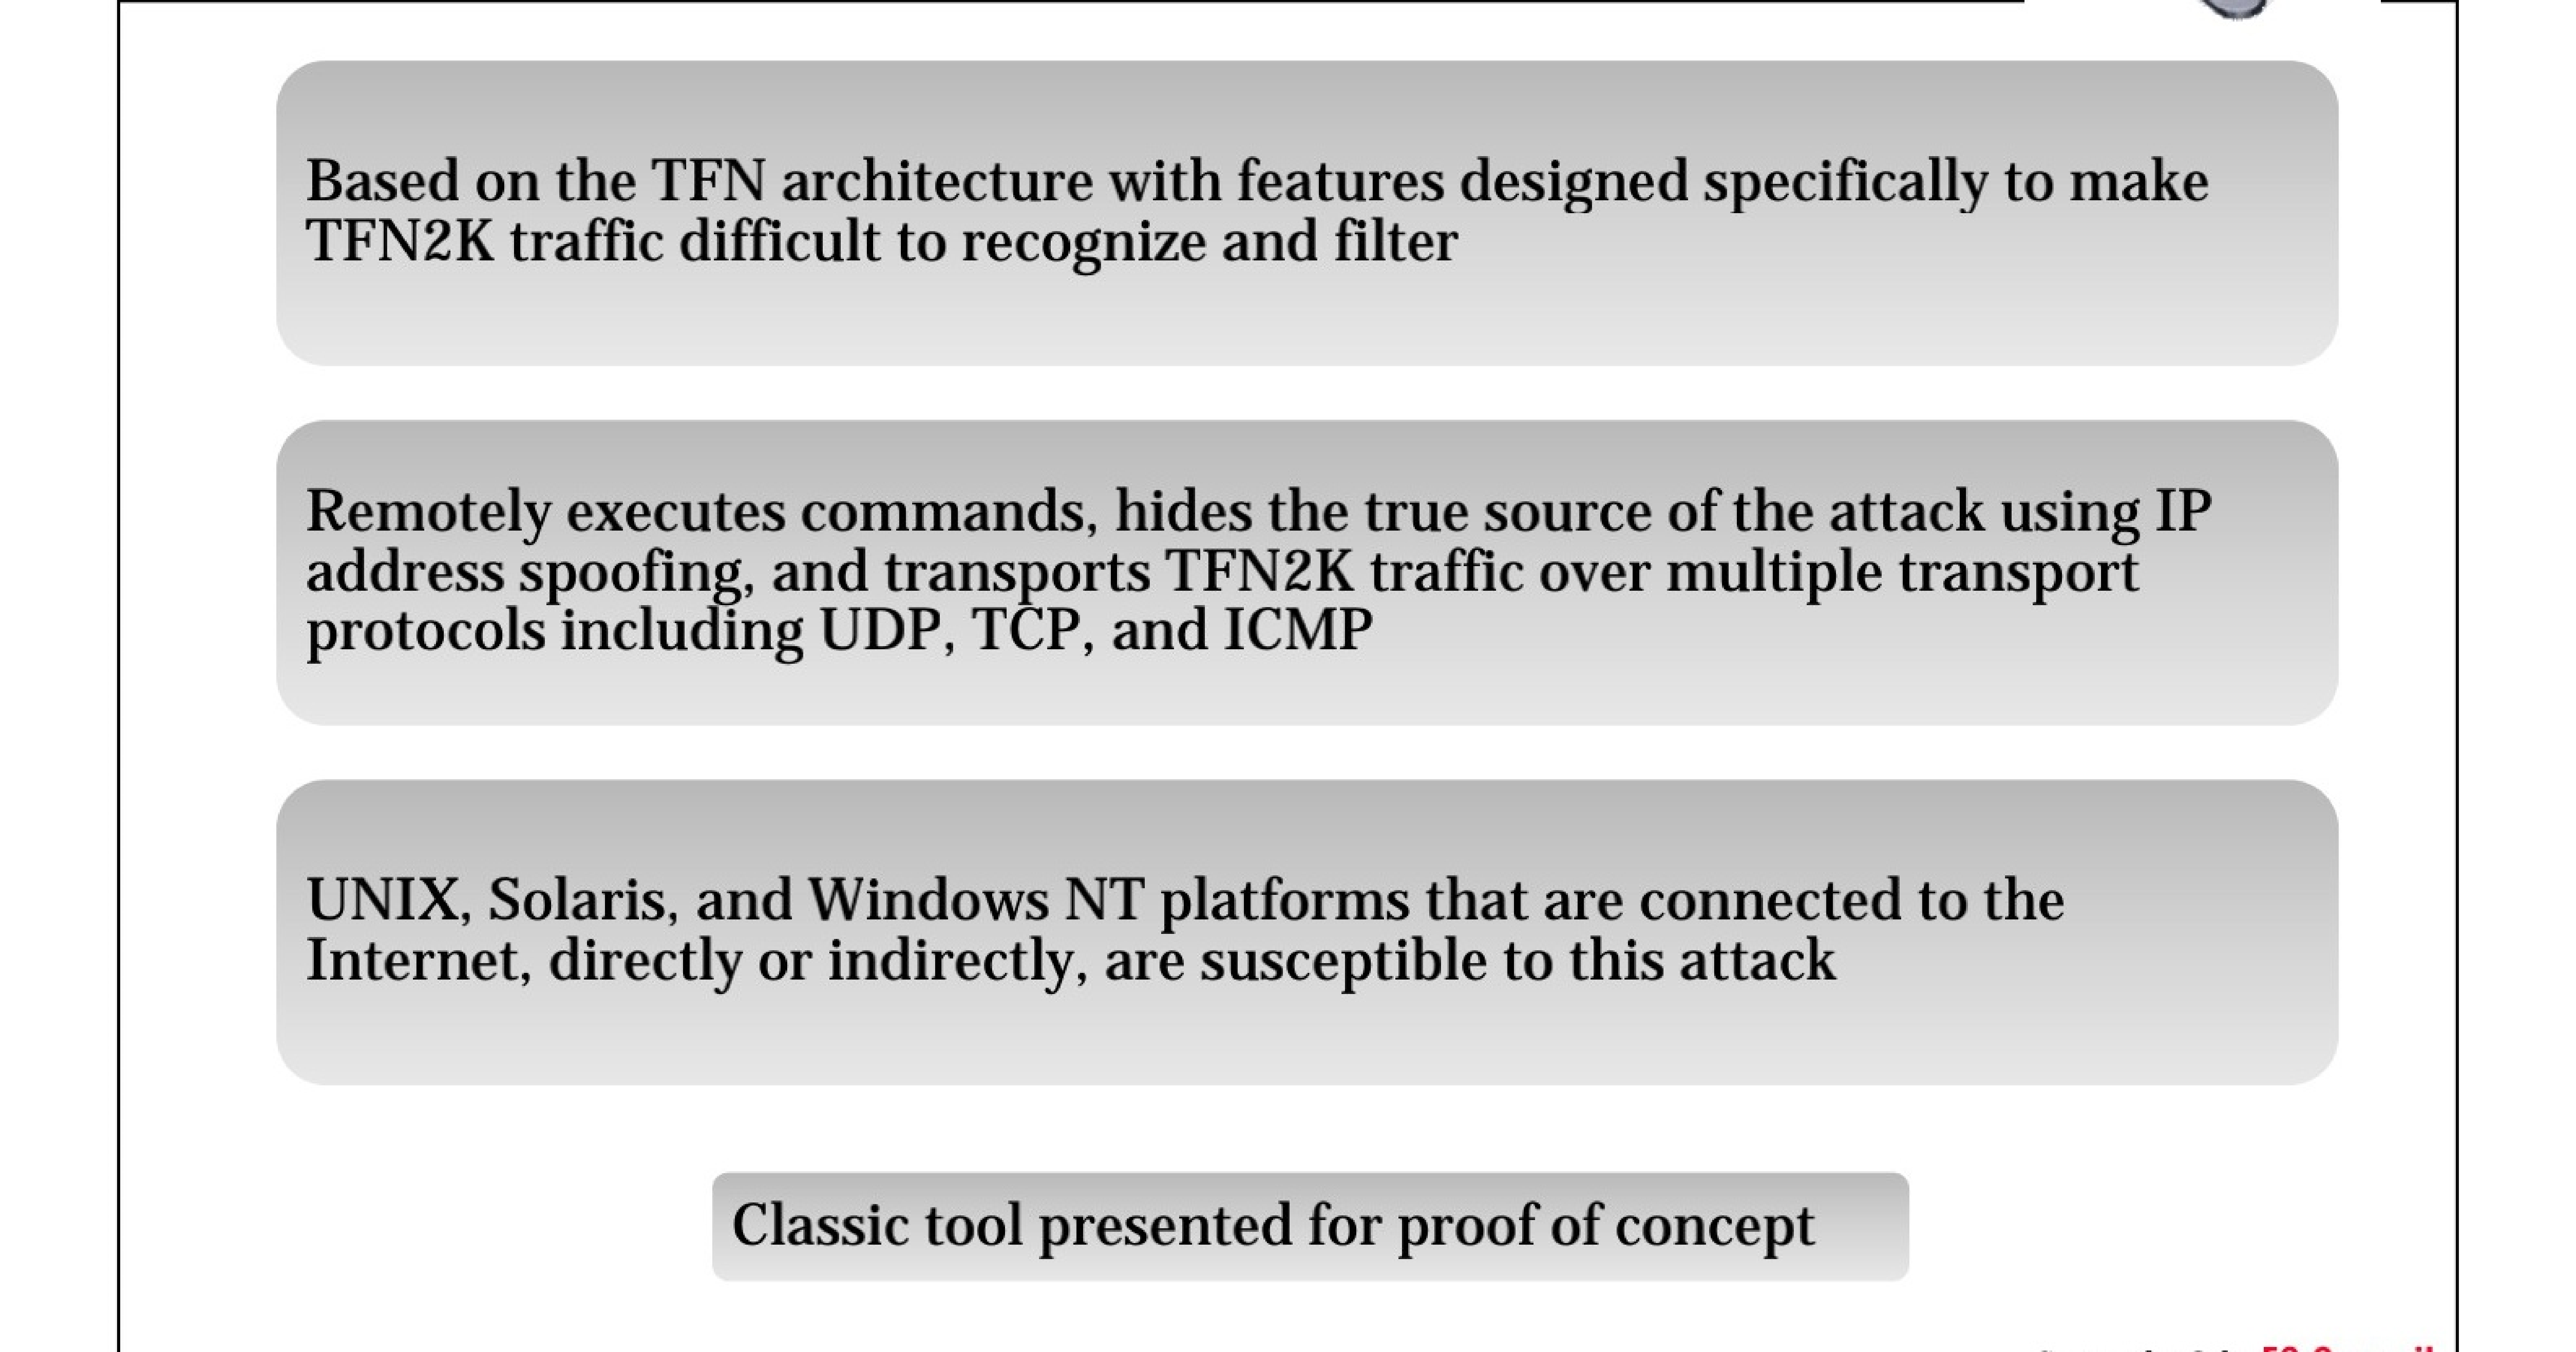 Based on the TFN architecture with features designed specifically to make
TFN2K traffic difficult to recognize and filter
Remotely executes commands, hides the true source of the attack using IP
address spoofing, and transports TFN2K traffic over multiple transport
protocols including UDP, TCP, and ICMP
UNIX, Solaris, and Windows NT platforms that are connected to the
Internet, directly or indirectly, are susceptible to this attack
Classic tool presented for proof of concept